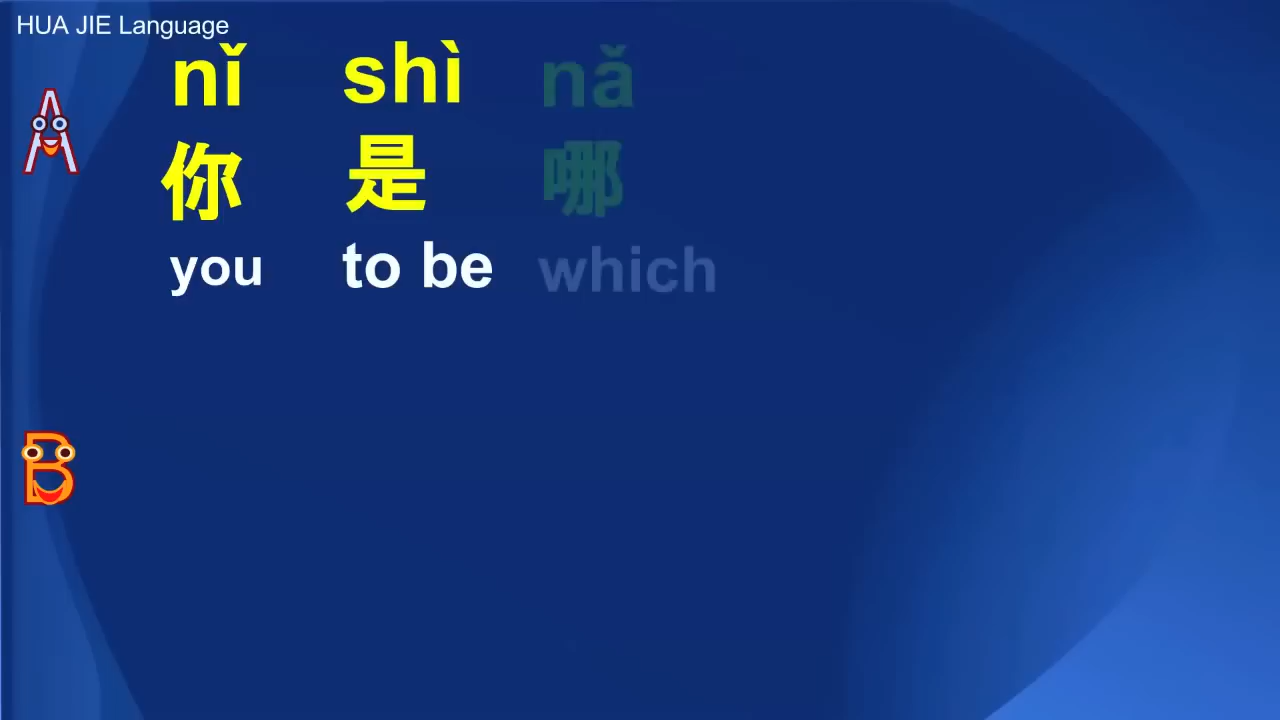 HUA JIE Language
nǐ shì nǎ
A
你 是 哪
you to be which
B